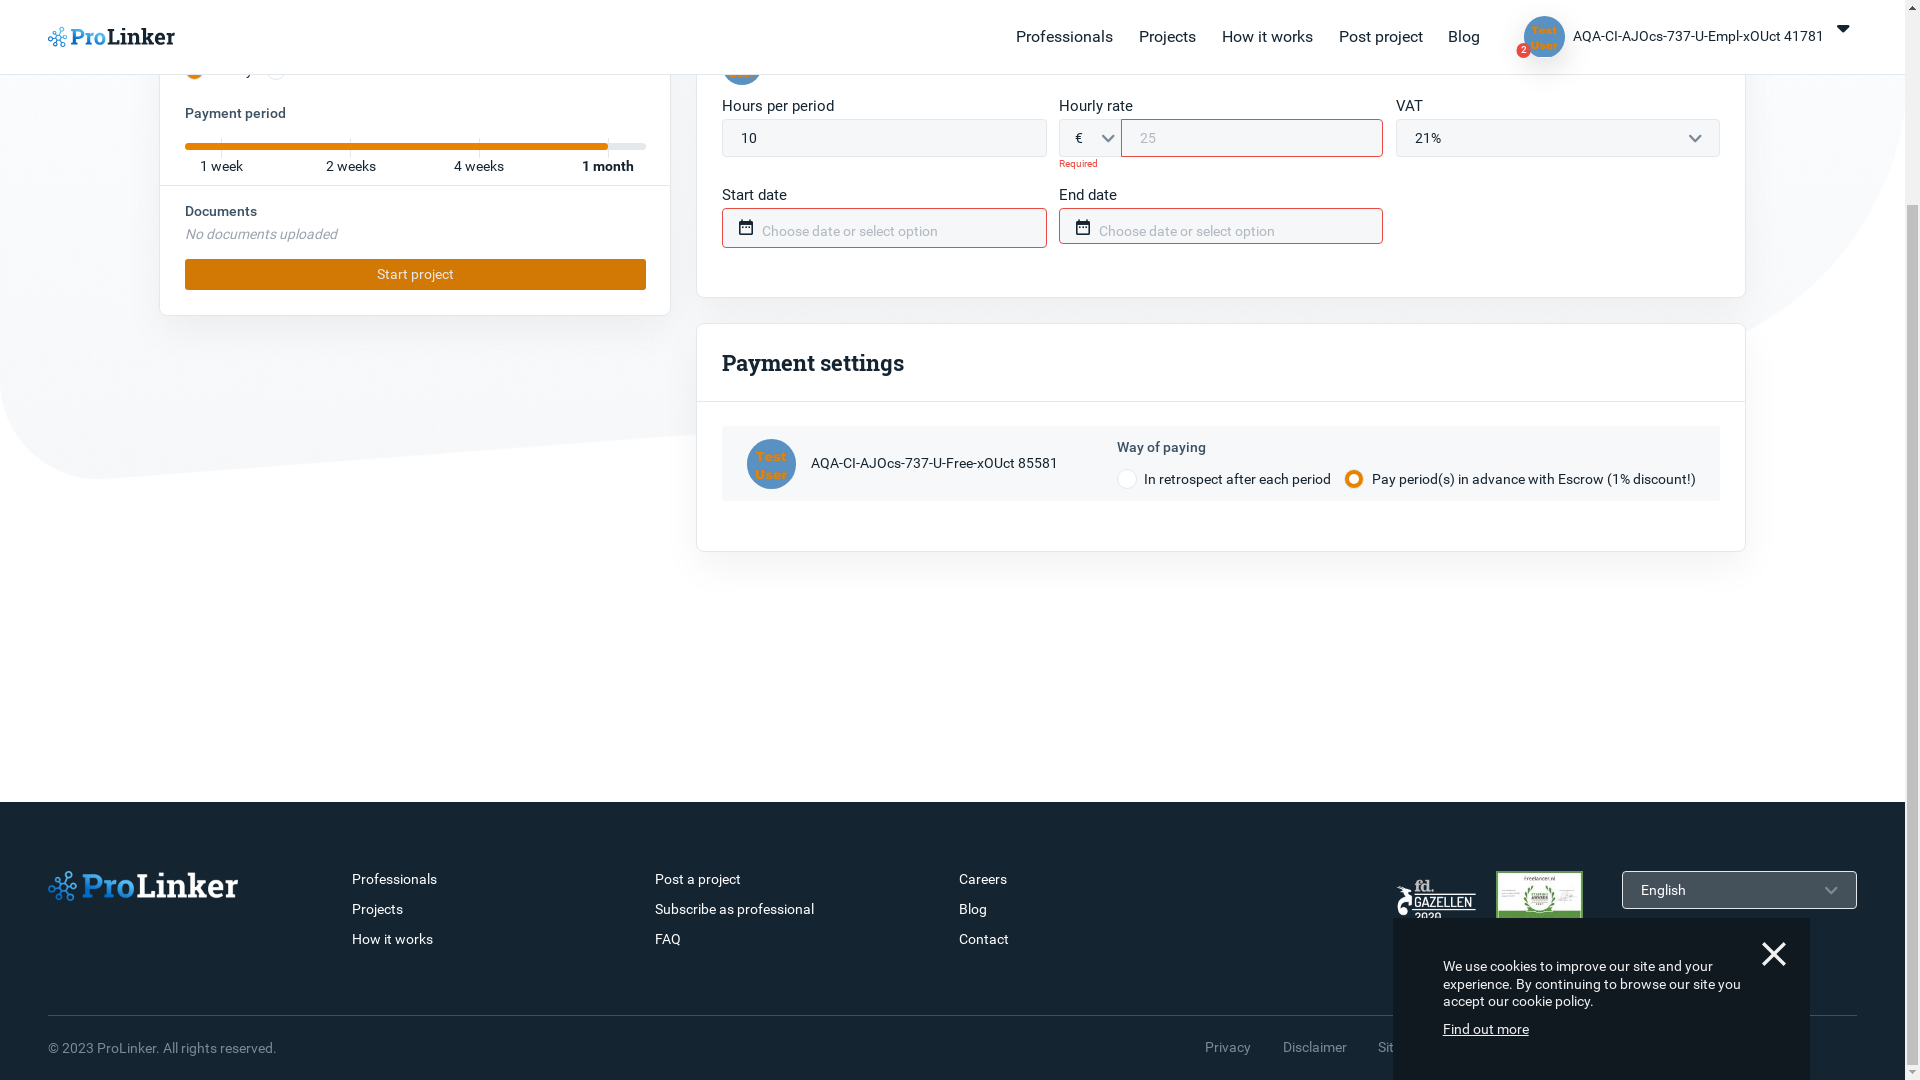 ProLinker
Professionals
Projects
How it works
Post project
Blog
Test
User
2
AQA-CI-AJOcs-737-U-Empl-xOUct 41781
Payment period
1 week
2 weeks
4 weeks
1 month
Documents
No documents uploaded
Start project
Hours per period
Hourly rate
VAT
10
€
25
21%
Required
Start date
End date
Choose date or select option
Choose date or select option
Payment settings
Test
User
AQA-CI-AJOcs-737-U-Free-xOUct 85581
Way of paying
In retrospect after each period
Pay period(s) in advance with Escrow (1% discount!)
ProLinker
Professionals
Projects
How it works
Post a project
Subscribe as professional
FAQ
Careers
Blog
Contact
fd.
GAZELLEN
2020
Freelancer.nl
English
We use cookies to improve our site and your
experience. By continuing to browse our site you
accept our cookie policy.
Find out more
© 2023 ProLinker. All rights reserved.
Privacy
Disclaimer